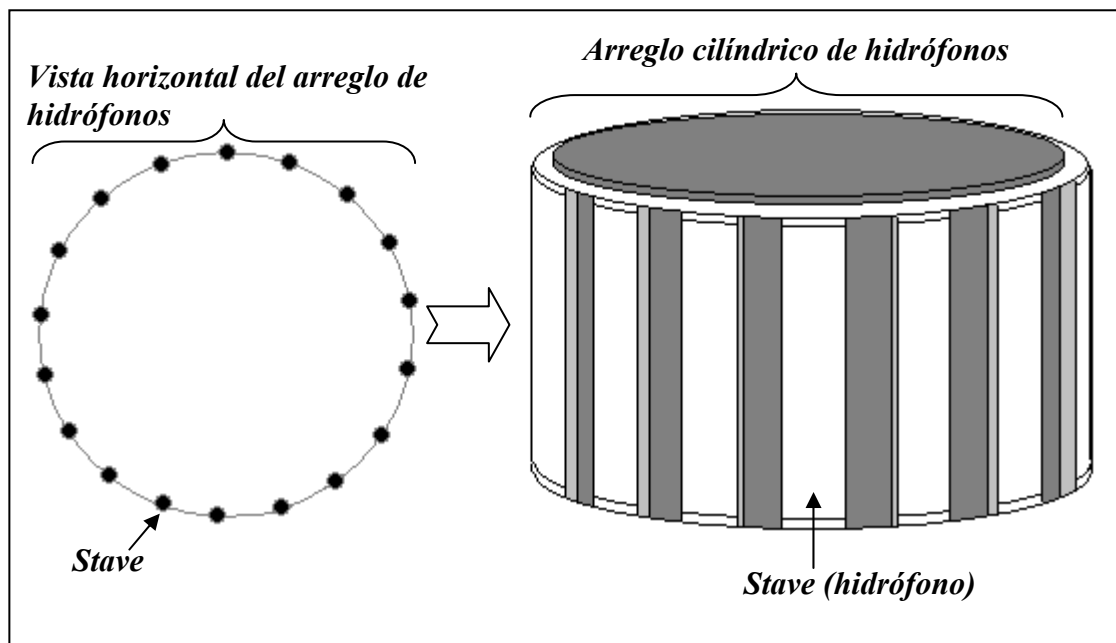 Vista horizontal del arreglo de
hidrófonos
Arreglo cilíndrico de hidrófonos
Stave
Stave (hidrófono)